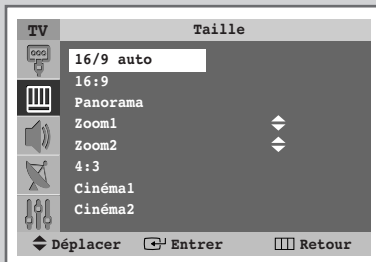 TV Taille
16/9 auto
16:9
Panorama
Zoom1
Zoom2
4:3
Cinéma1
Cinéma2
Déplacer Entrer Retour